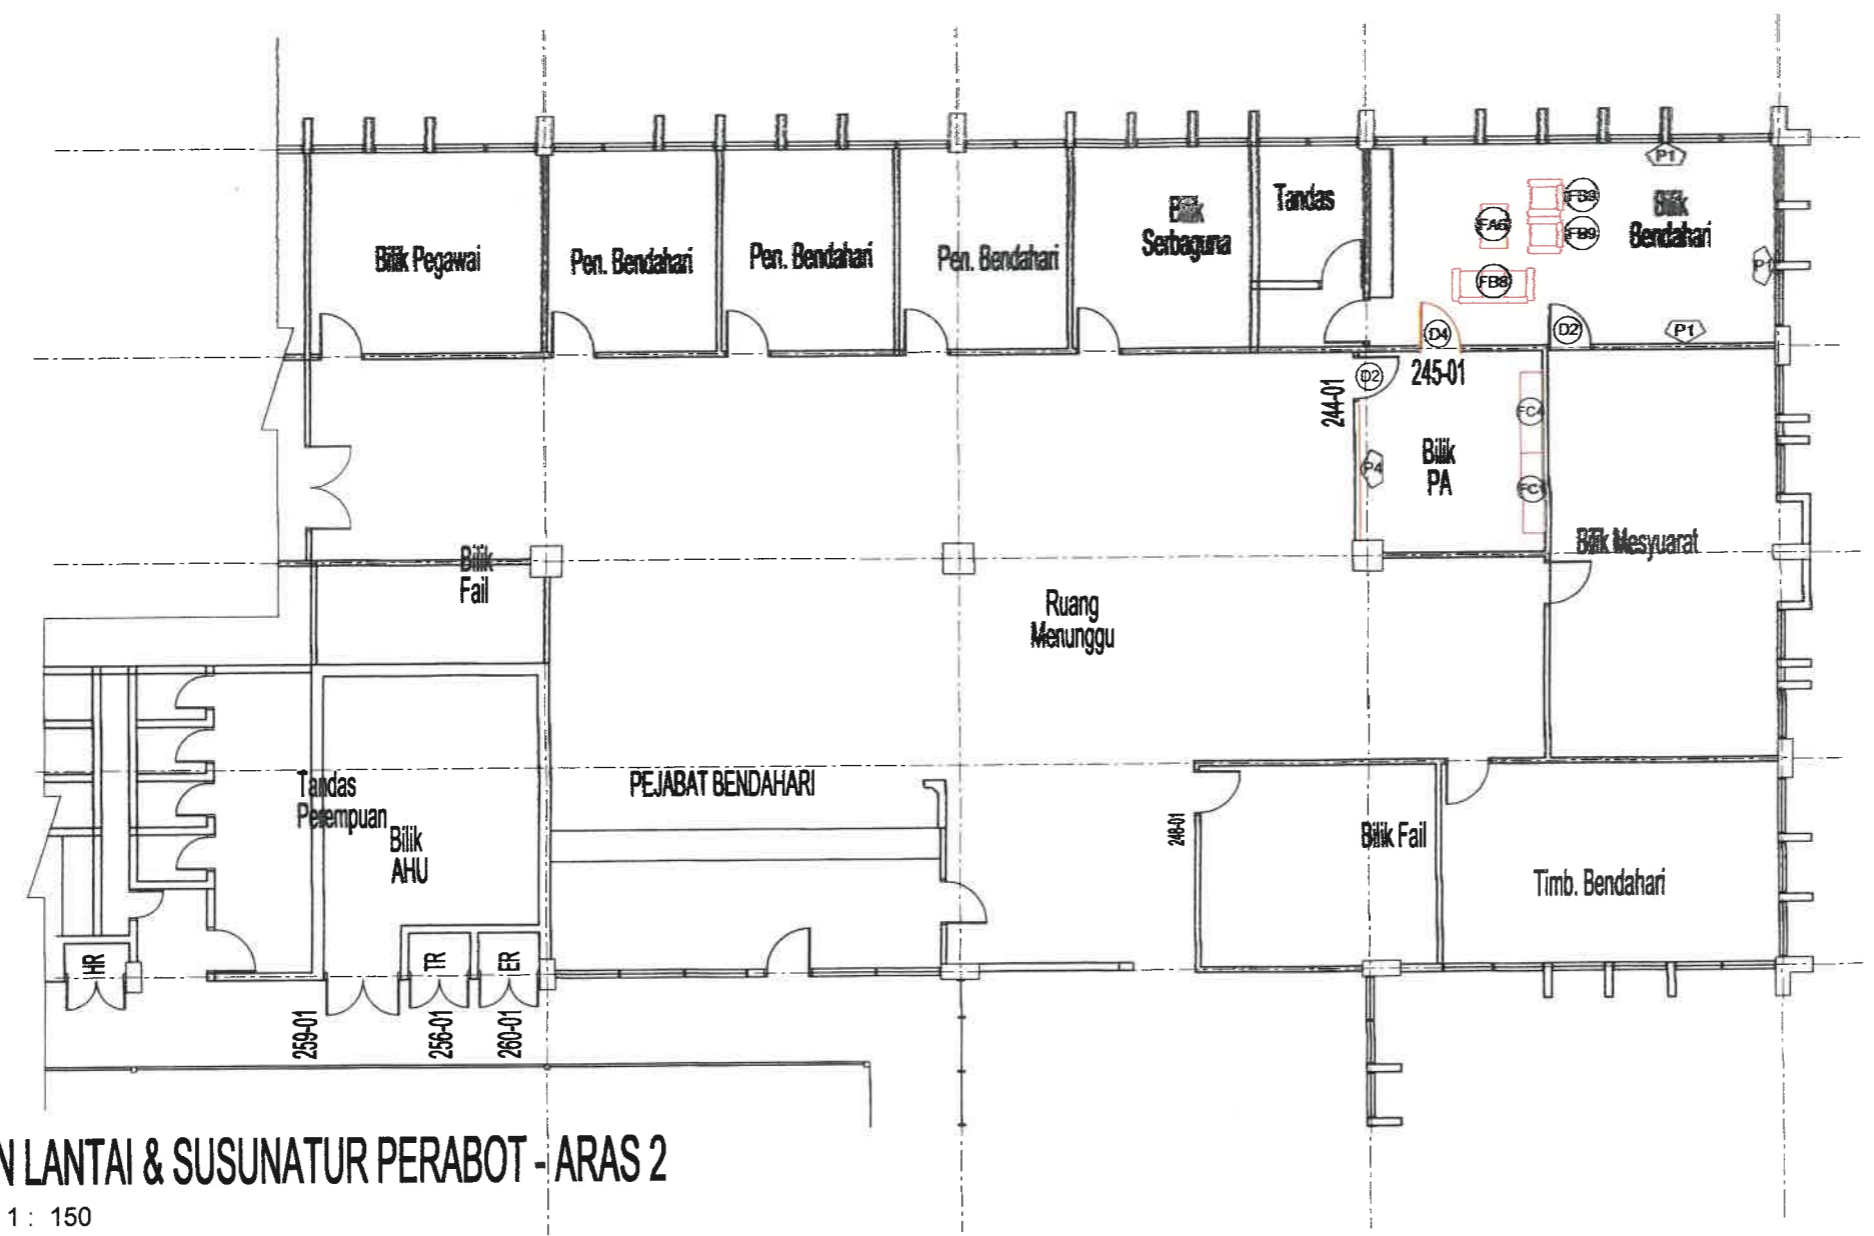 P1
Tandas
FB9
Bilik
Bendahari
Bilik
Serbaguna
FA6
FB9
Bilik Pegawai
Pen. Bendahari
Pen. Bendahari
Pen. Bendahari
P1
FB8
D4
D2
P1
D2
245-01
244-01
FC4
Bilik
PA
P4
Bilik Mesyuarat
Bilik
Fail
Ruang
Menunggu
Tandas
Perempuan
PEJABAT BENDAHARI
Bilik
AHU
248-01
Bilik Fail
Timb. Bendahari
HR
TR
ER
259-01
256-01
260-01
N LANTAI & SUSUNATUR PERABOT - ARAS 2
1 : 150